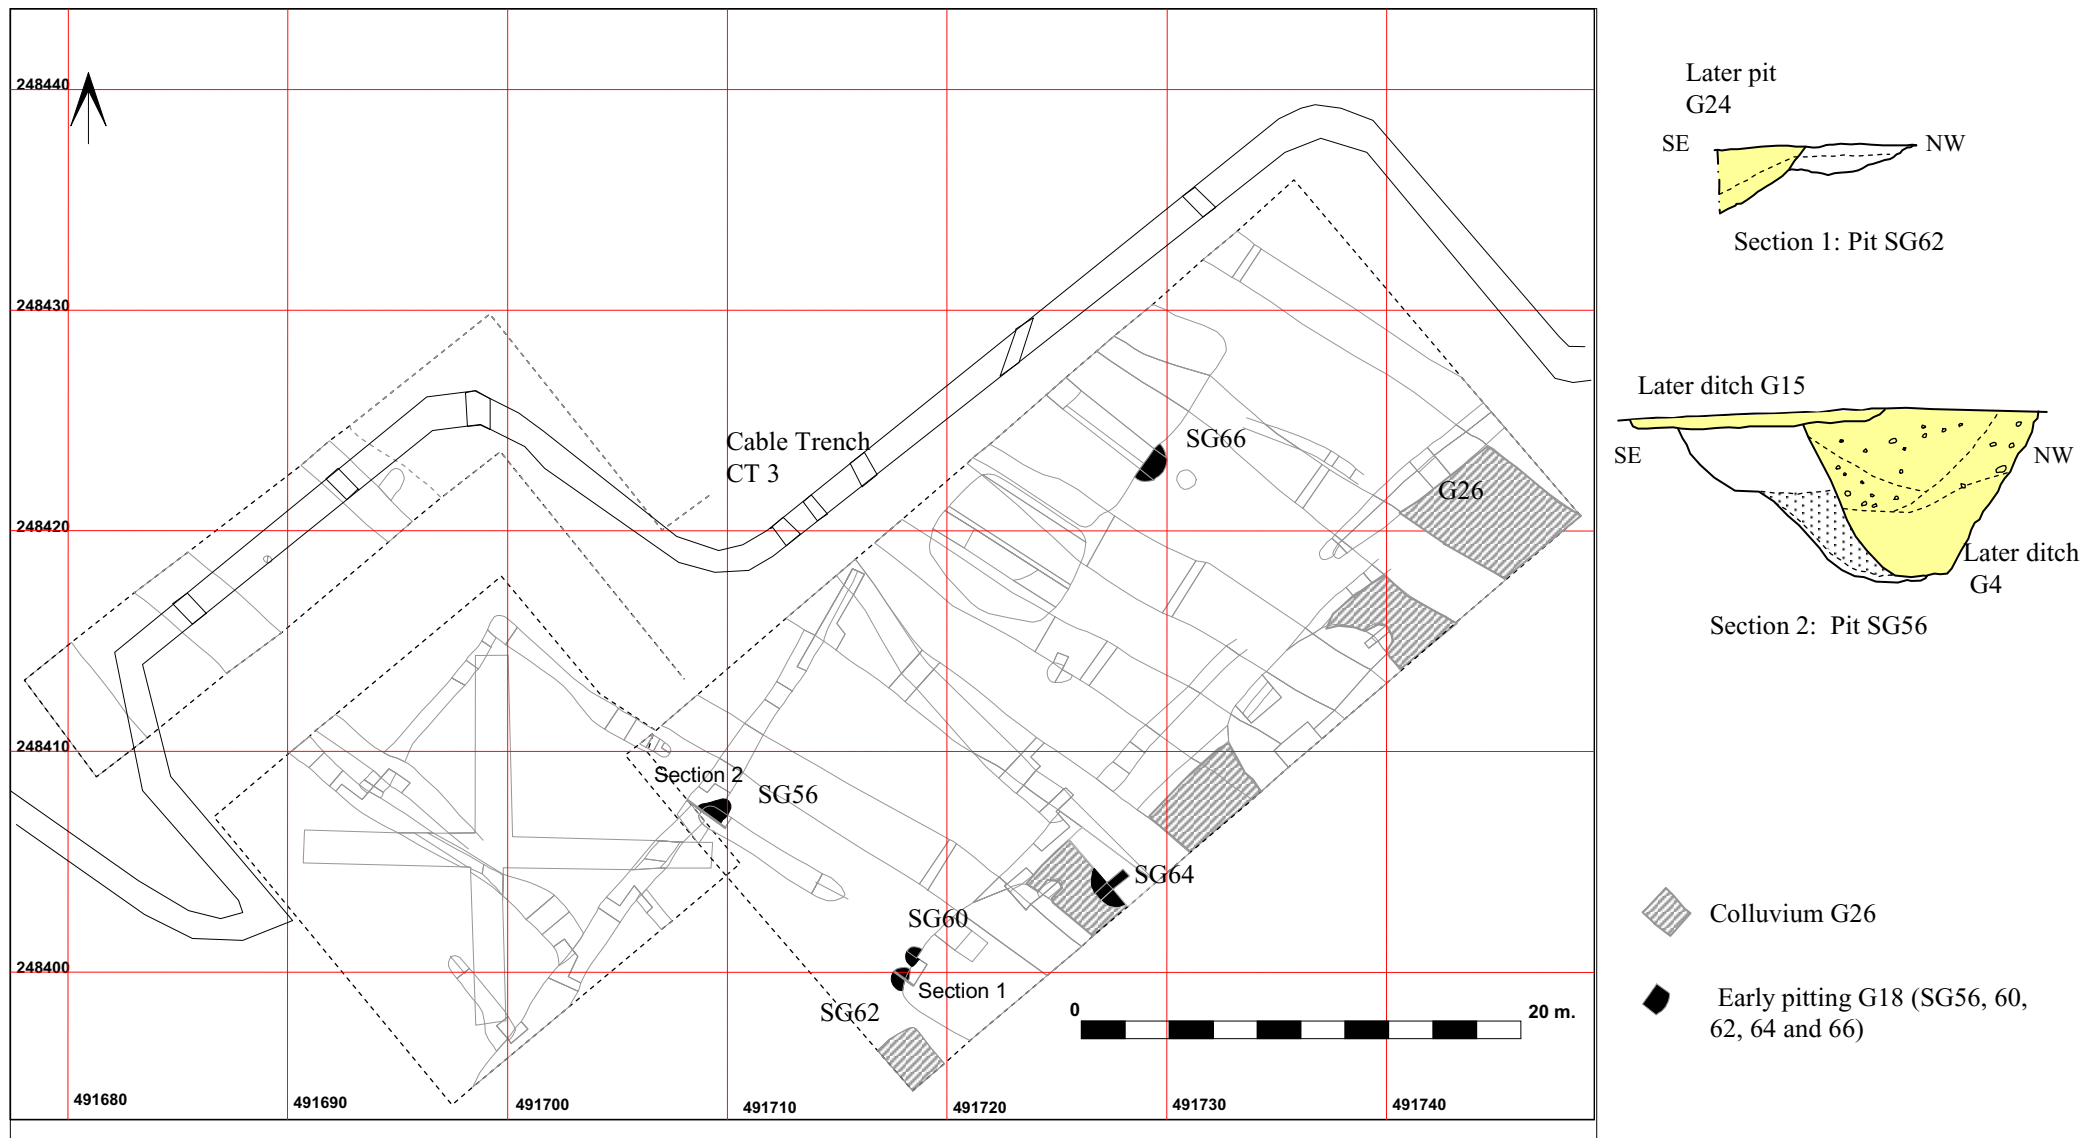 248440
248430
248420
248410
248400
491680
491690
491700
491710
491720
491730
491740
Cable Trench
CT 3
SG66
G26
Section 2
SG56
SG64
SG60
Section 1
SG62
0
20 m.
Later pit
G24
SE
NW
Section 1: Pit SG62
Later ditch G15
SE
NW
Later ditch
G4
Section 2: Pit SG56
Colluvium G26
Early pitting G18 (SG56, 60,
62, 64 and 66)